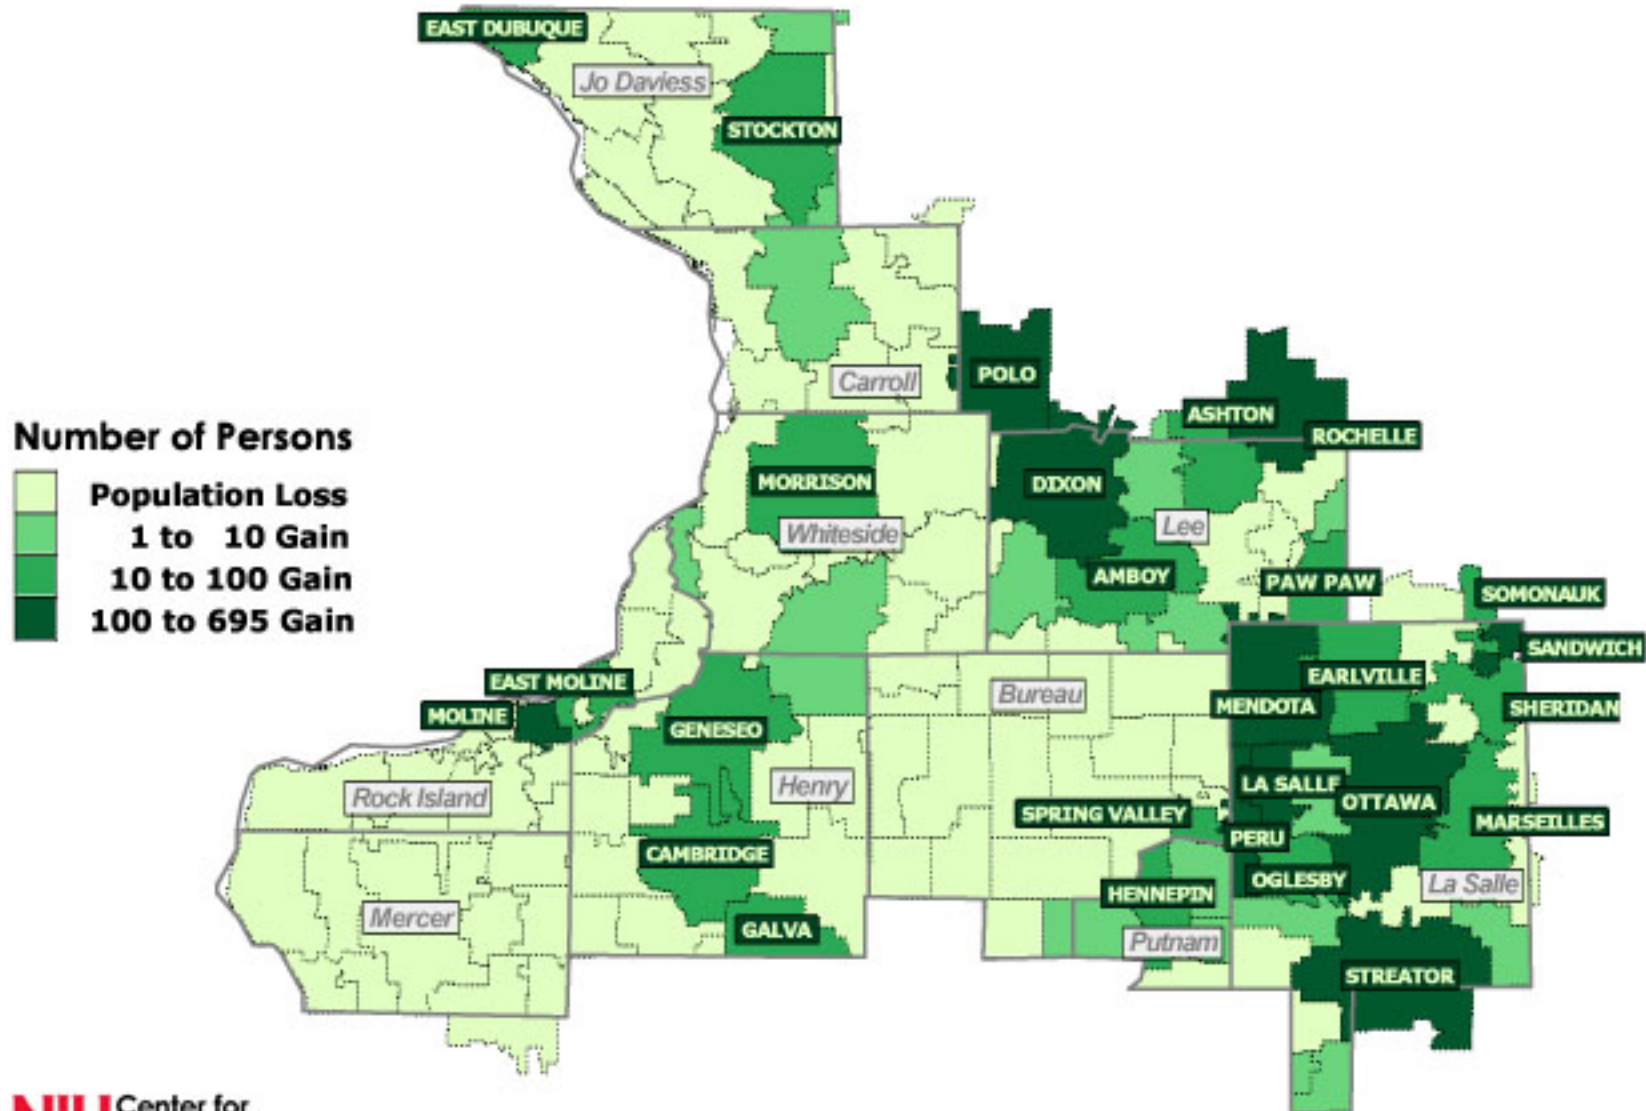 EAST DUBUQUE
Jo Daviess
STOCKTON
Carroll
POLO
ASHTON
ROCHELLE
Number of Persons
Population Loss
1 to 10 Gain
10 to 100 Gain
100 to 695 Gain
MORRISON
DIXON
Whiteside
Lee
AMBOY
PAW PAW
SOMONAUK
SANDWICH
EAST MOLINE
EARLVILLE
Bureau
MENDOTA
SHERIDAN
MOLINE
GENESEO
LA SALLE
Henry
Rock Island
OTTAWA
SPRING VALLEY
MARSEILLES
PERU
CAMBRIDGE
OGLESBY
La Salle
HENNEPIN
Mercer
GALVA
Putnam
STREATOR
NIU Center for